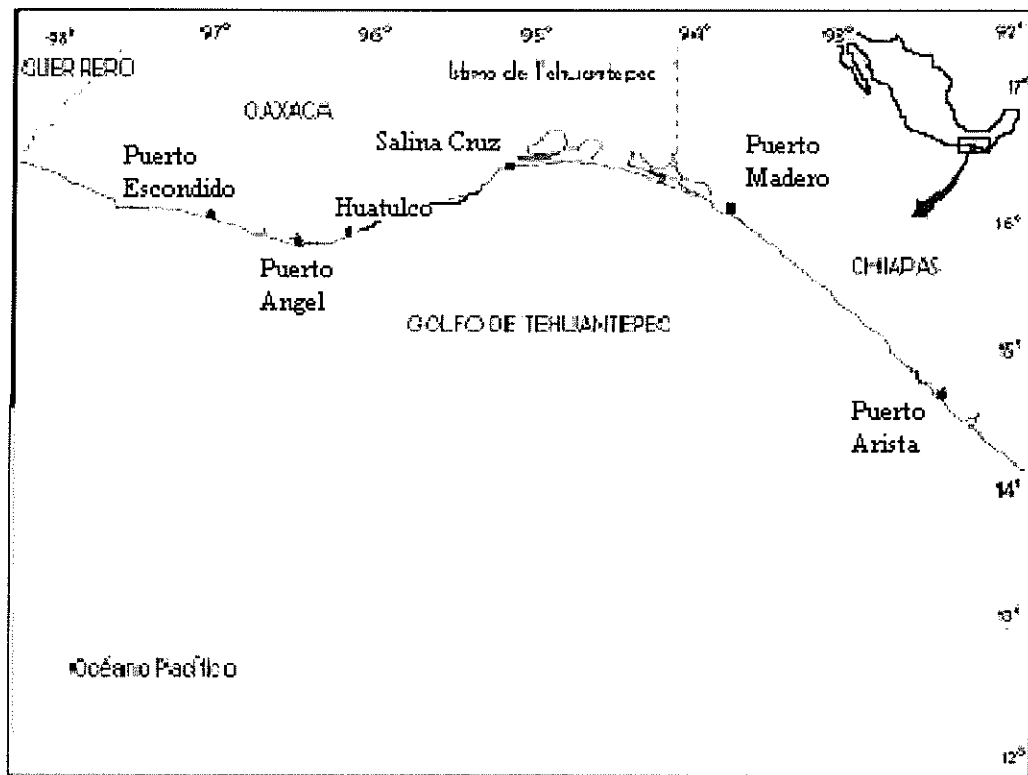 98° 97° 96° 95° 94° 93° 92°
GUERRERO
Istmo de Tehuantepec
17°
OAXACA
Salina Cruz
Puerto
Escondido
Puerto
Madero
Huatulco
16°
CHIAPAS
Puerto
Angel
GOLFO DE TEHUANTEPEC
15°
Puerto
Arista
14°
13°
Océano Pacífico
12°